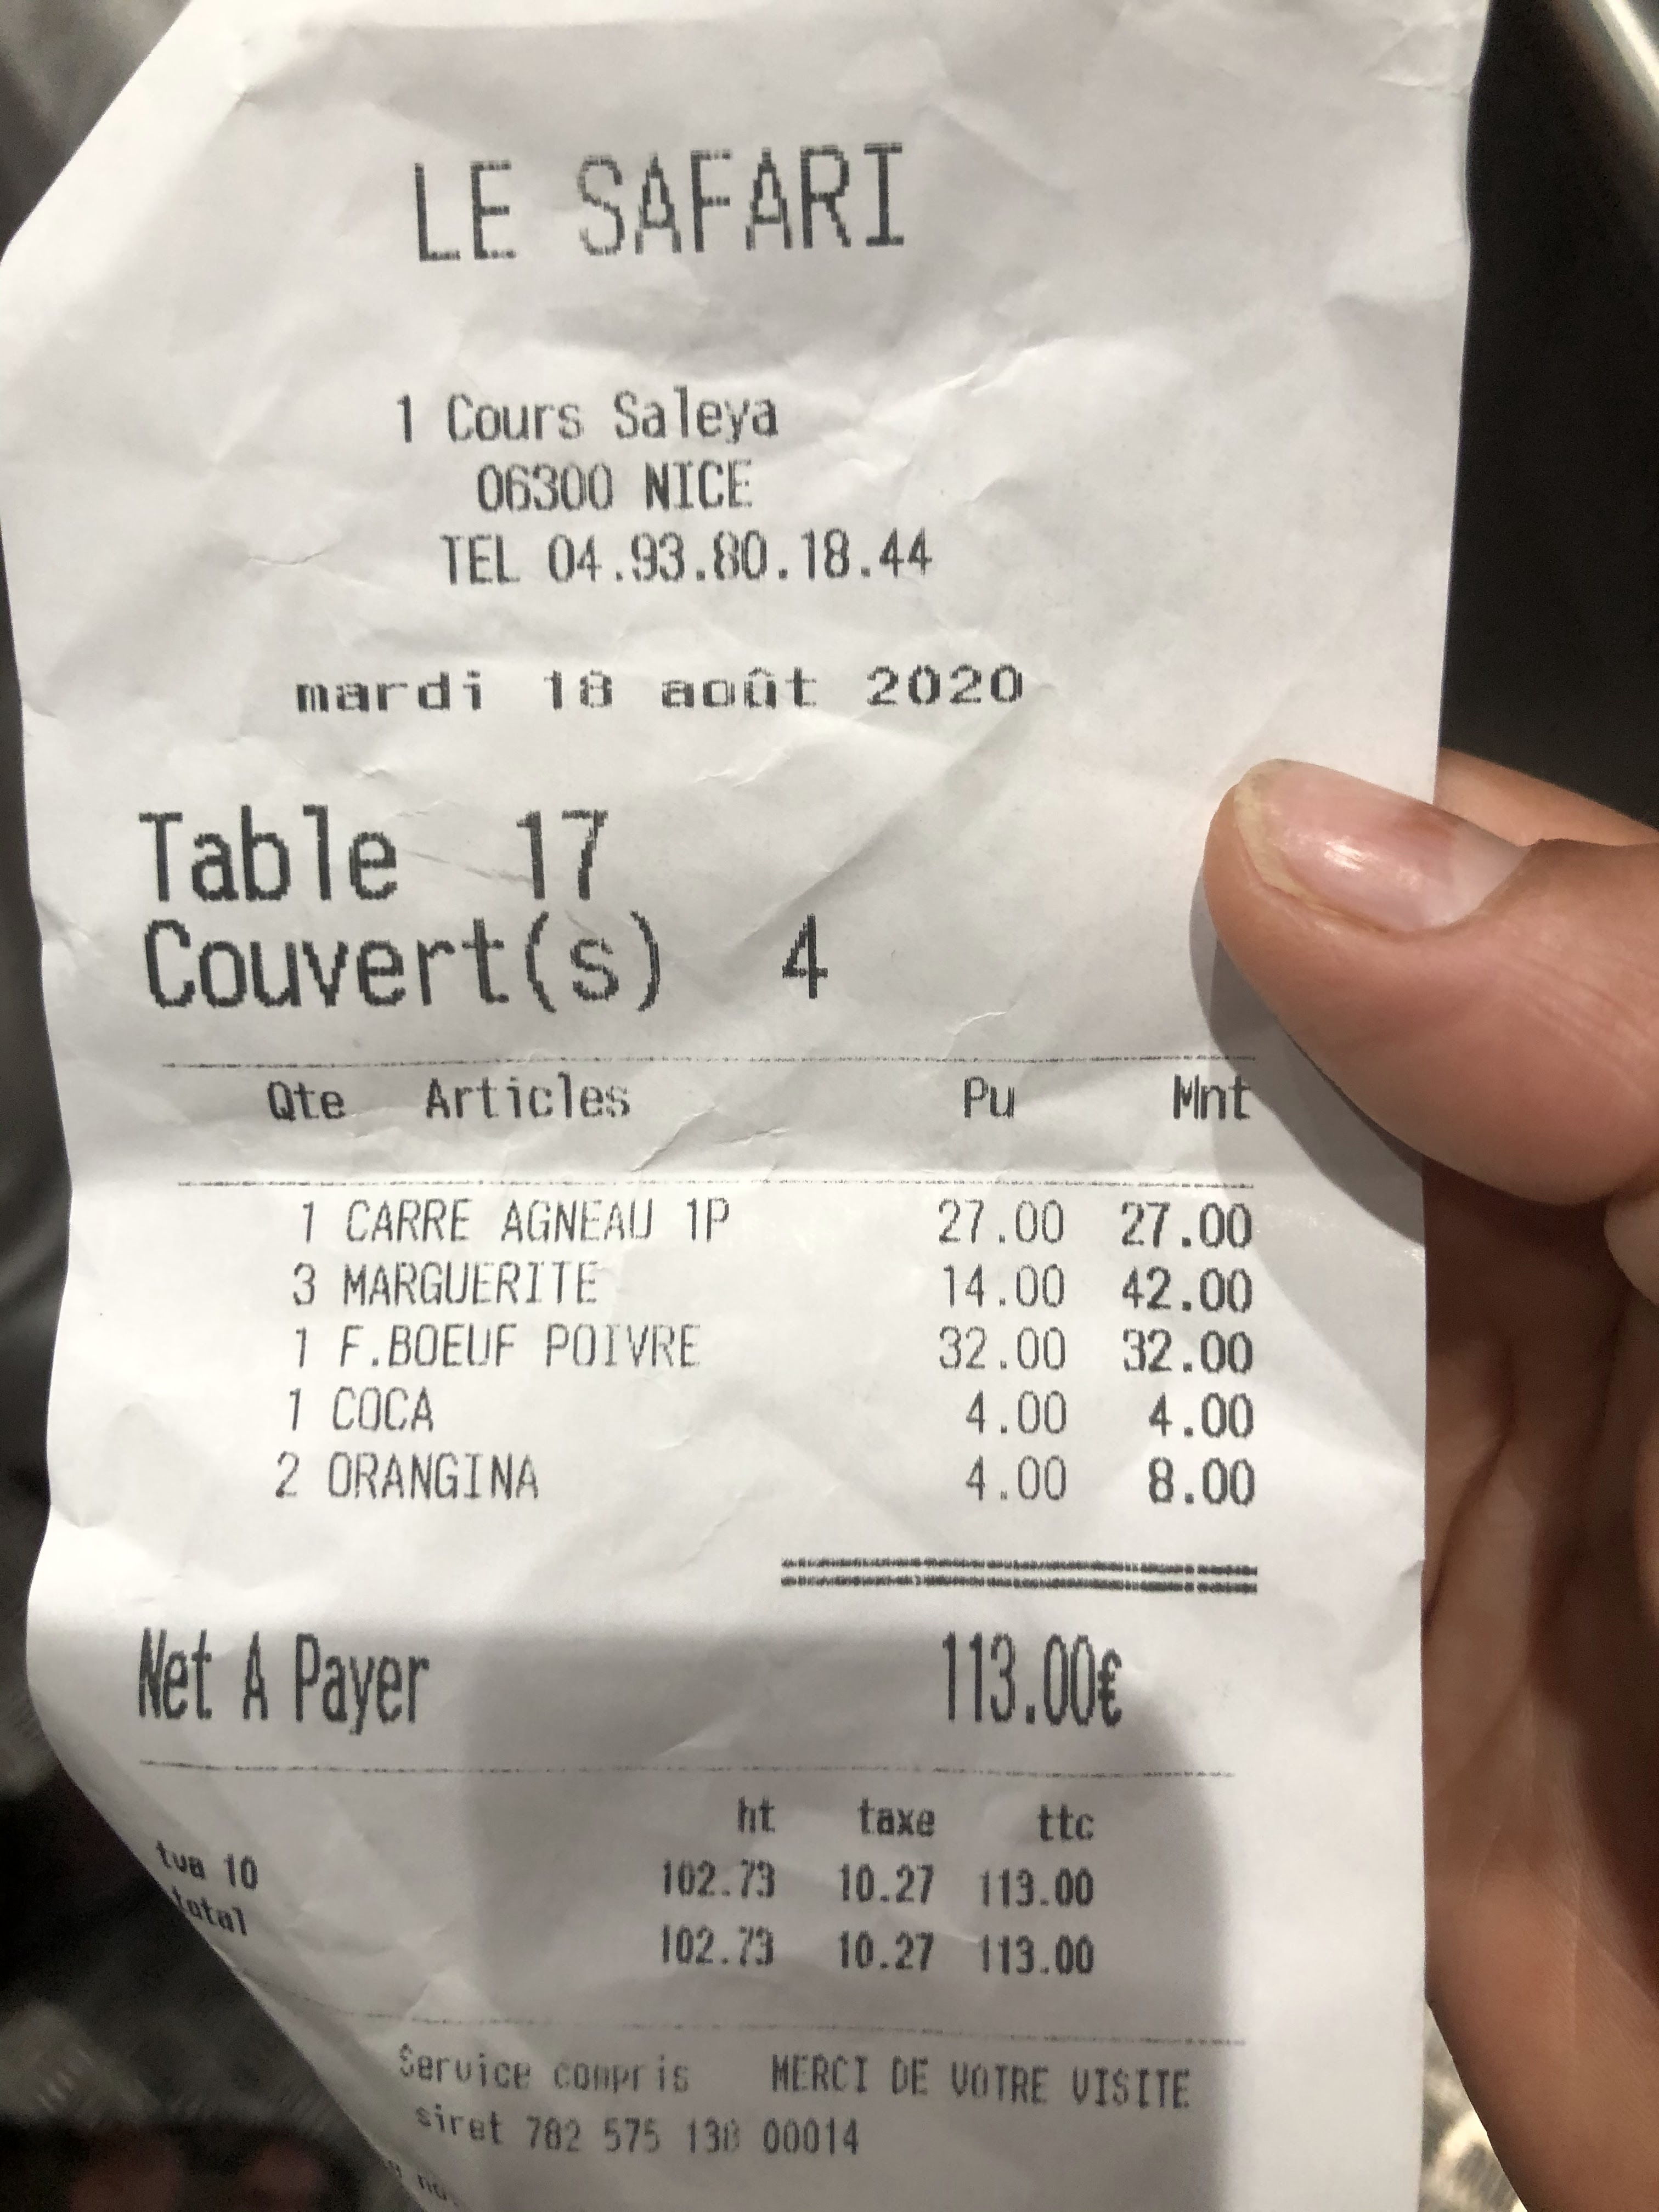 LE SAFARI
1 Cours Saleya
06300 NICE
TEL 04.93.80.18.44
mardi 18 août 2020
Table 17
Couvert(s) 4
Qte Articles Pu Mnt
1 CARRE AGNEAU 1P 27.00 27.00
3 MARGUERITE 14.00 42.00
1 F.BOEUF POIVRE 32.00 32.00
1 COCA 4.00 4.00
2 ORANGINA 4.00 8.00
Net A Payer 113.00€
ht taxe ttc
tva 10 102.73 10.27 113.00
total 102.73 10.27 113.00
Service compris MERCI DE VOTRE VISITE
siret 782 575 130 00014